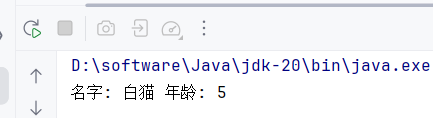 D:\software\Java\jdk-20\bin\java.exe
名字: 白猫 年龄: 5